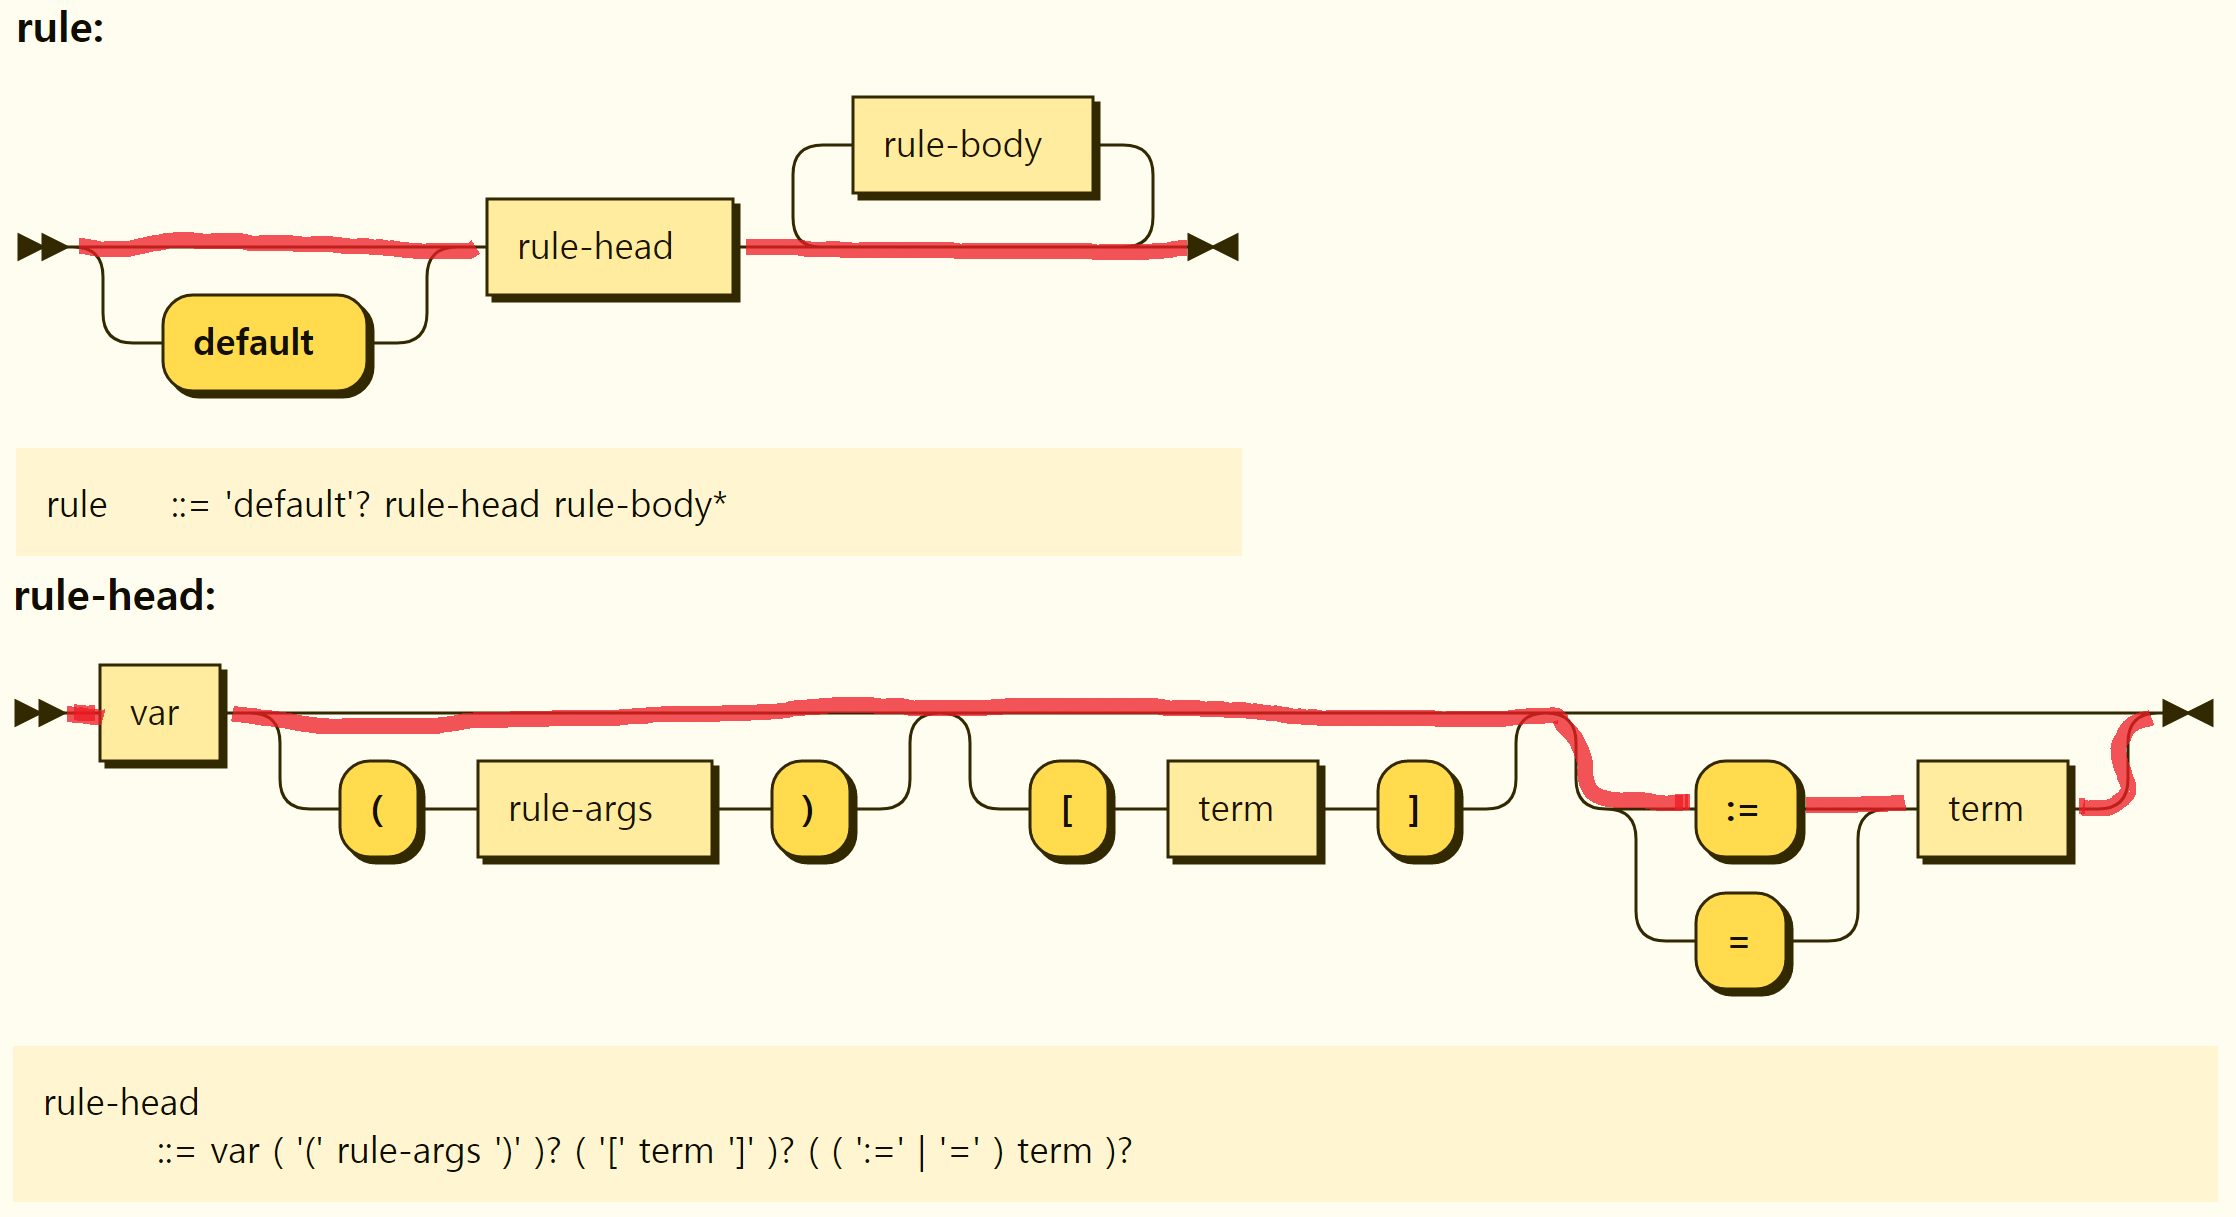 rule:
rule-body
rule-head
default
rule ::= 'default'? rule-head rule-body*
rule-head:
var
( rule-args ) [ term ] := term
=
rule-head
::= var ( '(' rule-args ')' )? ( '[' term ']' )? ( ( ':=' | '=' ) term )?